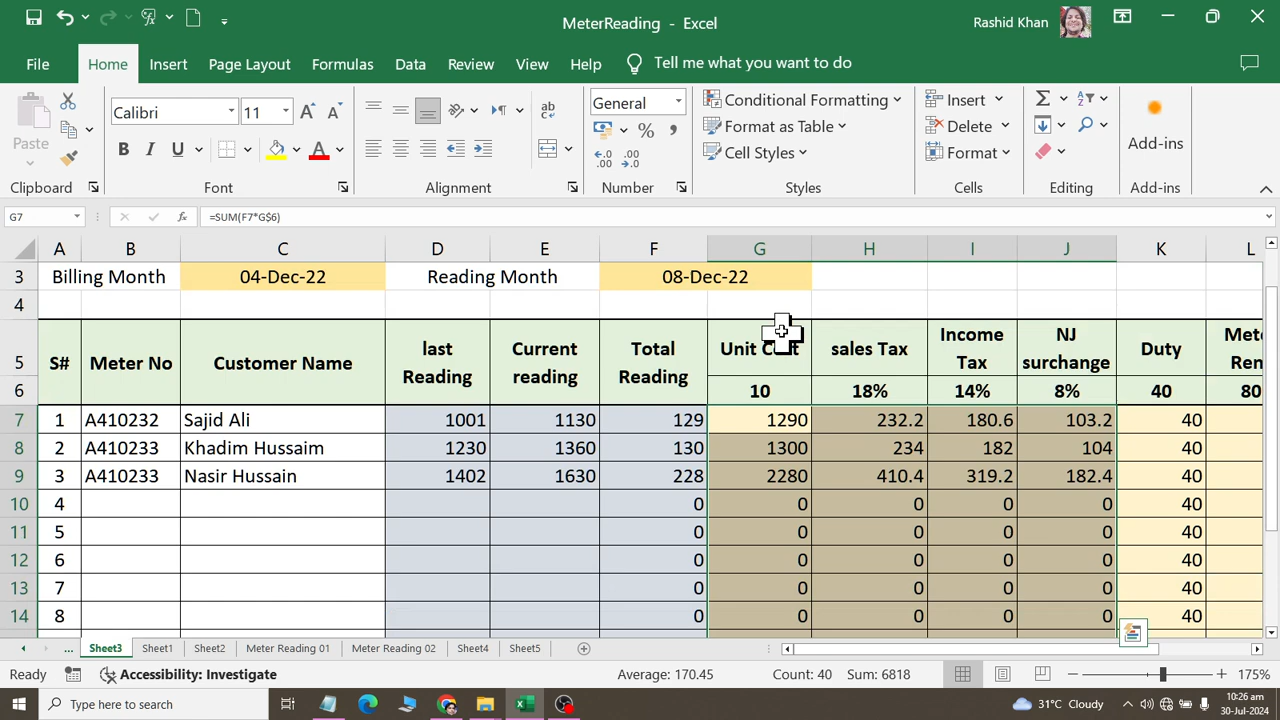 MeterReading - Excel
Rashid Khan
File Home Insert Page Layout Formulas Data Review View Help Tell me what you want to do
Paste
Calibri 11
B I U A
ab
General
% ,
Conditional Formatting
Format as Table
Cell Styles
Insert
Delete
Format
Add-ins
Clipboard Font Alignment Number Styles Cells Editing Add-ins
G7 fx =SUM(F7*G$6)
A B C D E F G H I J K L
3 Billing Month 04-Dec-22 Reading Month 08-Dec-22
4
5 S# Meter No Customer Name last Reading Current reading Total Reading Unit sales Tax Income Tax NJ surchange Duty
6 10 18% 14% 8% 40 80
7 1 A410232 Sajid Ali 1001 1130 129 1290 232.2 180.6 103.2 40
8 2 A410233 Khadim Hussaim 1230 1360 130 1300 234 182 104 40
9 3 A410233 Nasir Hussain 1402 1630 228 2280 410.4 319.2 182.4 40
10 4 0 0 0 0 0 40
11 5 0 0 0 0 0 40
12 6 0 0 0 0 0 40
13 7 0 0 0 0 0 40
14 8 0 0 0 0 0 40
... Sheet3 Sheet1 Sheet2 Meter Reading 01 Meter Reading 02 Sheet4 Sheet5
Ready Accessibility: Investigate Average: 170.45 Count: 40 Sum: 6818 175%
Type here to search 31°C Cloudy 10:26 am
30-Jul-2024